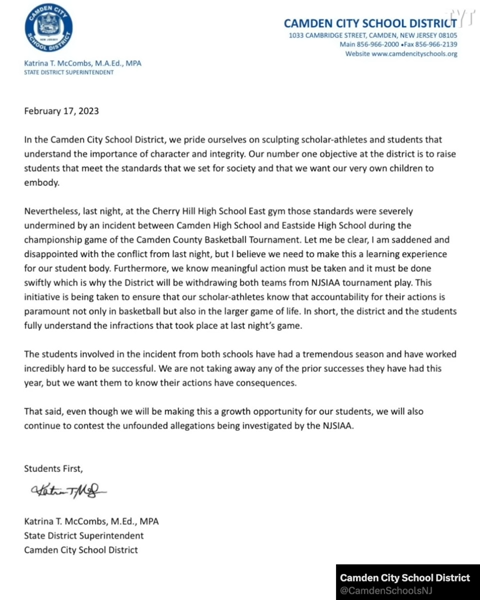 CAMDEN CITY
SCHOOL DISTRICT
Katrina T. McCombs, M.A.Ed., MPA
STATE DISTRICT SUPERINTENDENT
CAMDEN CITY SCHOOL DISTRICT
TYT
1033 CAMBRIDGE STREET, CAMDEN, NEW JERSEY 08105
Main 856-966-2000 •Fax 856-966-2139
Website www.camdencityschools.org
February 17, 2023
In the Camden City School District, we pride ourselves on sculpting scholar-athletes and students that
understand the importance of character and integrity. Our number one objective at the district is to raise
students that meet the standards that we set for society and that we want our very own children to
embody.
Nevertheless, last night, at the Cherry Hill High School East gym those standards were severely
undermined by an incident between Camden High School and Eastside High School during the
championship game of the Camden County Basketball Tournament. Let me be clear, I am saddened and
disappointed with the conflict from last night, but I believe we need to make this a learning experience
for our student body. Furthermore, we know meaningful action must be taken and it must be done
swiftly which is why the District will be withdrawing both teams from NJSIAA tournament play. This
initiative is being taken to ensure that our scholar-athletes know that accountability for their actions is
paramount not only in basketball but also in the larger game of life. In short, the district and the students
fully understand the infractions that took place at last night's game.
The students involved in the incident from both schools have had a tremendous season and have worked
incredibly hard to be successful. We are not taking away any of the prior successes they have had this
year, but we want them to know their actions have consequences.
That said, even though we will be making this a growth opportunity for our students, we will also
continue to contest the unfounded allegations being investigated by the NJSIAA.
Students First,
Katrina T. McCombs, M.Ed., MPA
State District Superintendent
Camden City School District
Camden City School District
@CamdenSchoolsNJ